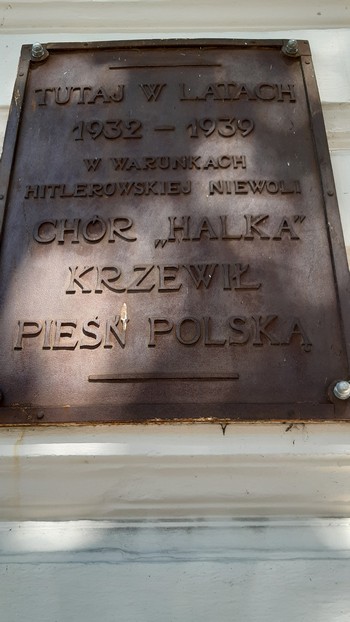 TUTAJ W LATACH
1932 - 1939
W WARUNKACH
HITLEROWSKIEJ NIEWOLI
CHÓR „HALKA”
KRZEWIŁ
PIEŚŃ POLSKĄ